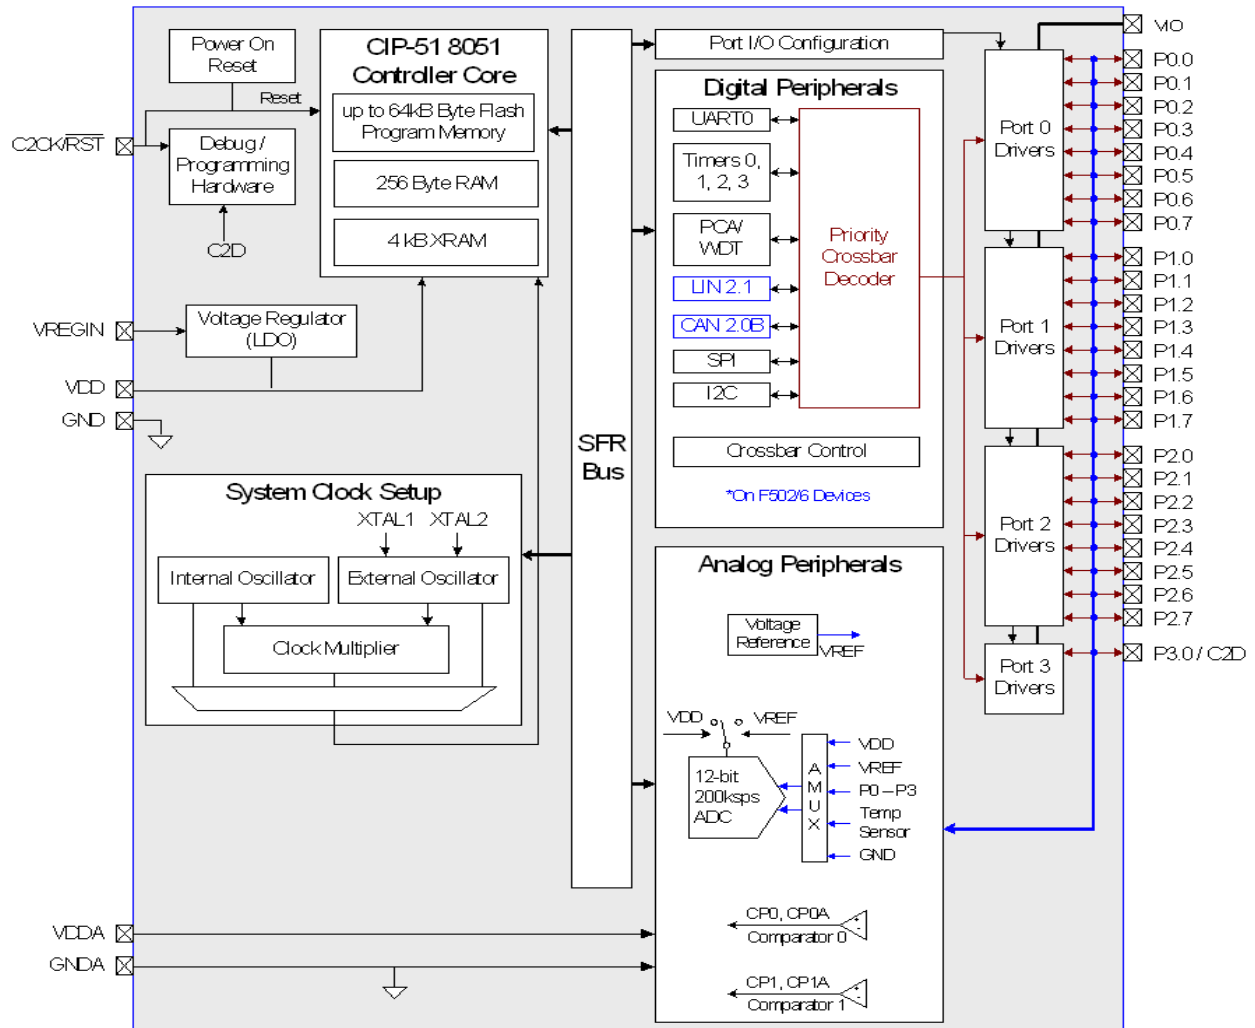 Power On
Reset
Reset
C2CK/RST
Debug /
Programming
Hardware
C2D
CIP-51 8051
Controller Core
up to 64kB Byte Flash
Program Memory
256 Byte RAM
4 kB XRAM
VREGIN
Voltage Regulator
(LDO)
VDD
GND
System Clock Setup
XTAL1 XTAL2
Internal Oscillator
External Oscillator
Clock Multiplier
VDDA
GNDA
SFR
Bus
Port I/O Configuration
Digital Peripherals
UART0
Timers 0,
1, 2, 3
PCA/
WDT
LIN 2.1
CAN 2.0B
SPI
I2C
Priority
Crossbar
Decoder
Crossbar Control
*On F502/6 Devices
Analog Peripherals
Voltage
Reference
VREF
VDD
VREF
12-bit
200ksps
ADC
A
M
U
X
VDD
VREF
P0 – P3
Temp
Sensor
GND
CP0, CP0A
Comparator 0
CP1, CP1A
Comparator 1
+
-
+
-
Port 0
Drivers
Port 1
Drivers
Port 2
Drivers
Port 3
Drivers
VIO
P0.0
P0.1
P0.2
P0.3
P0.4
P0.5
P0.6
P0.7
P1.0
P1.1
P1.2
P1.3
P1.4
P1.5
P1.6
P1.7
P2.0
P2.1
P2.2
P2.3
P2.4
P2.5
P2.6
P2.7
P3.0 / C2D